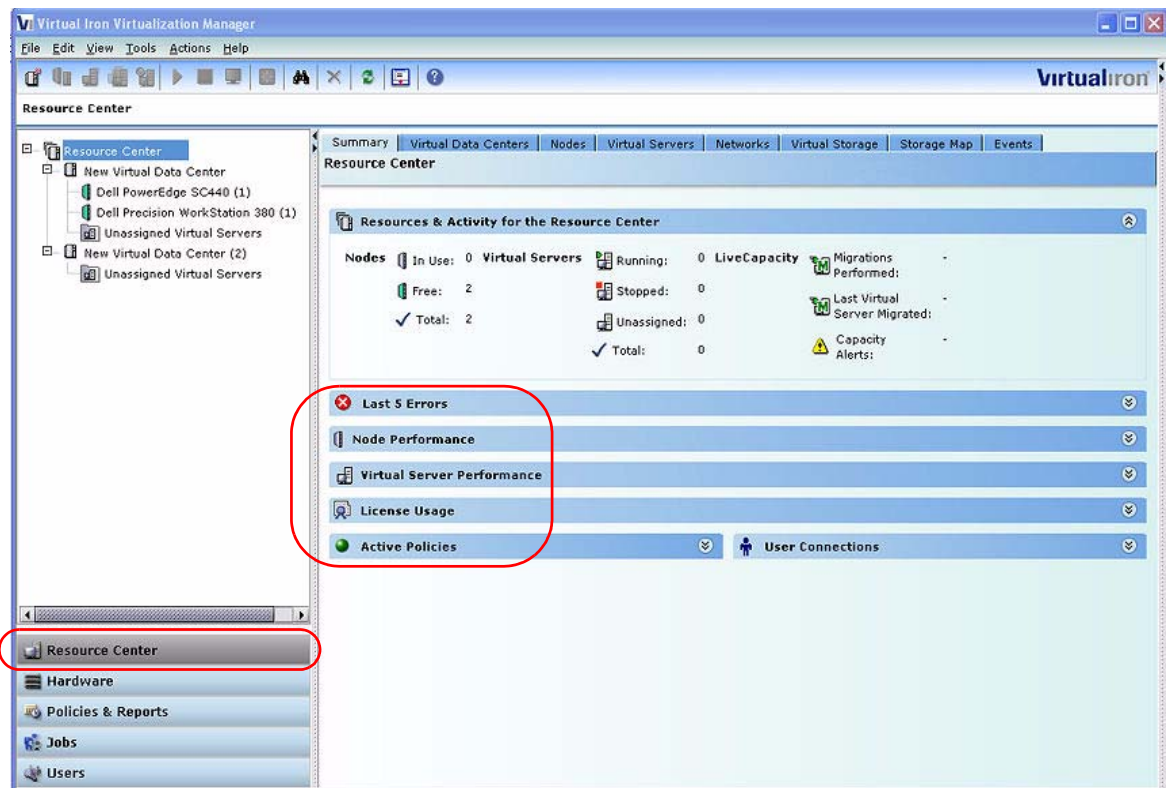 Virtual Iron Virtualization Manager
File Edit View Tools Actions Help
VirtualIron
Resource Center
Resource Center
New Virtual Data Center
Dell PowerEdge SC440 (1)
Dell Precision WorkStation 380 (1)
Unassigned Virtual Servers
New Virtual Data Center (2)
Unassigned Virtual Servers
Resource Center
Hardware
Policies & Reports
Jobs
Users
Summary Virtual Data Centers Nodes Virtual Servers Networks Virtual Storage Storage Map Events
Resource Center
Resources & Activity for the Resource Center
Nodes In Use: 0
Free: 2
Total: 2
Virtual Servers Running: 0
Stopped: 0
Unassigned: 0
Total: 0
LiveCapacity Migrations Performed: -
Last Virtual Server Migrated: -
Capacity Alerts: -
Last 5 Errors
Node Performance
Virtual Server Performance
License Usage
Active Policies User Connections